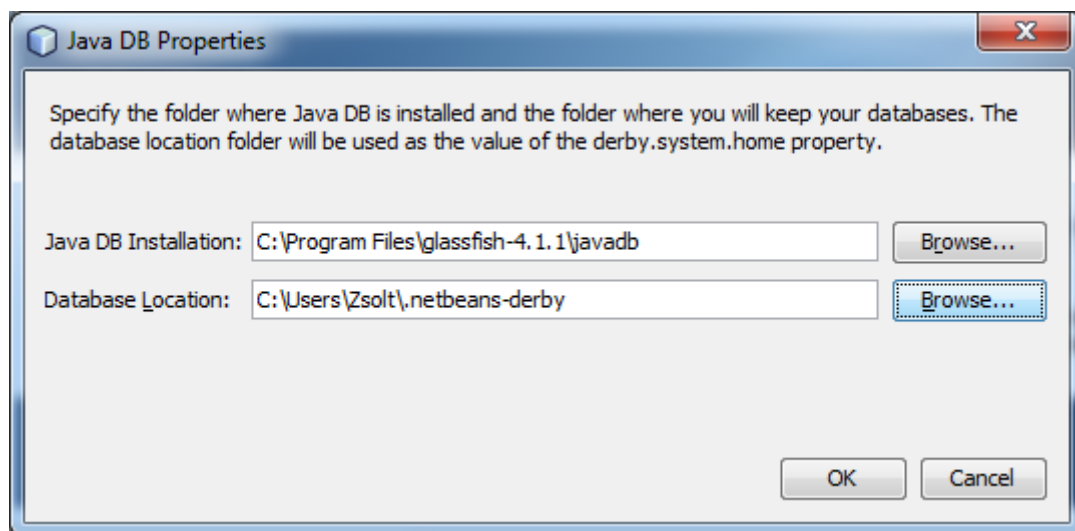 Java DB Properties
Specify the folder where Java DB is installed and the folder where you will keep your databases. The
database location folder will be used as the value of the derby.system.home property.
Java DB Installation: C:\Program Files\glassfish-4.1.1\javadb Browse...
Database Location: C:\Users\Zsolt\.netbeans-derby Browse...
OK Cancel